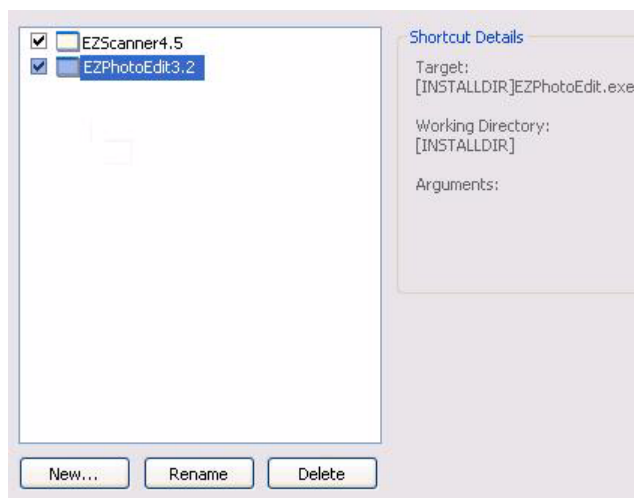 EZScanner4.5
EZPhotoEdit3.2
Shortcut Details
Target:
[INSTALLDIR]EZPhotoEdit.exe
Working Directory:
[INSTALLDIR]
Arguments:
New...
Rename
Delete